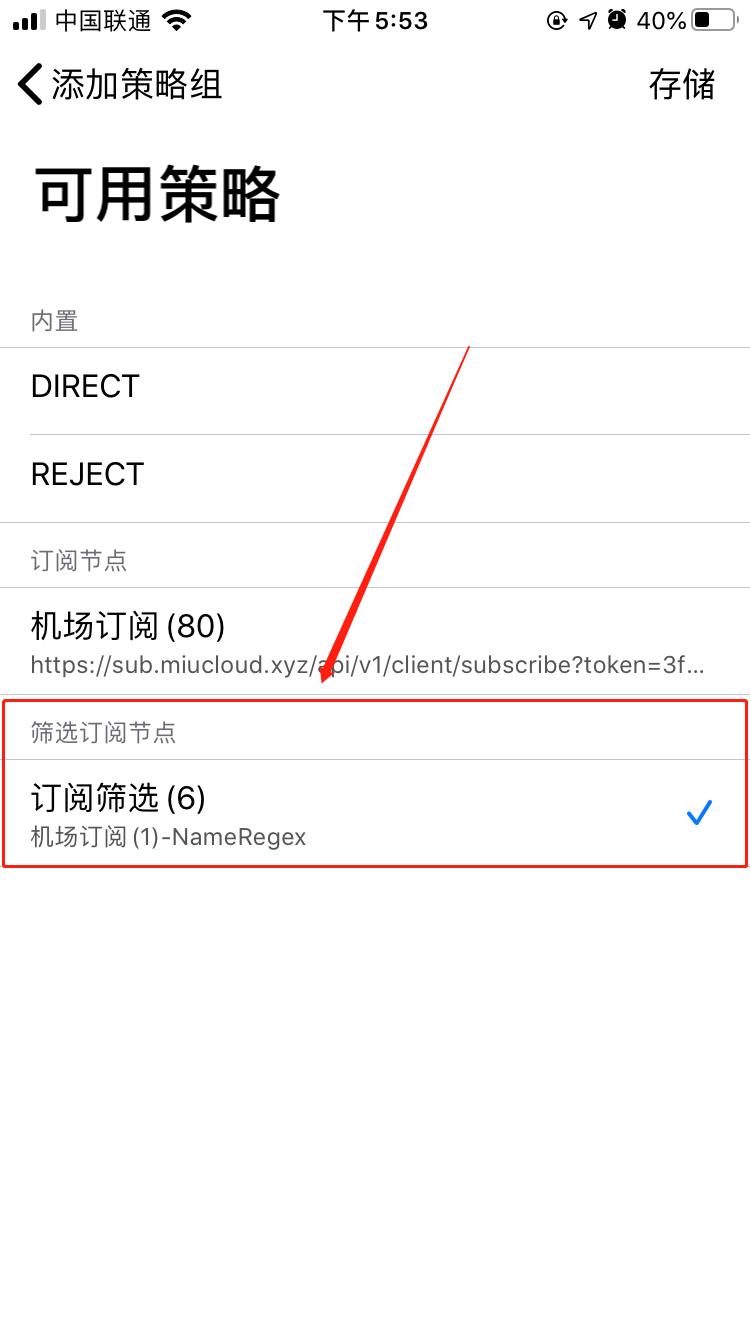 中国联通 下午5:53 40%
添加策略组 存储
可用策略
内置
DIRECT
REJECT
订阅节点
机场订阅(80)
https://sub.miucloud.xyz/api/v1/client/subscribe?token=3f...
筛选订阅节点
订阅筛选(6)
机场订阅(1)-NameRegex